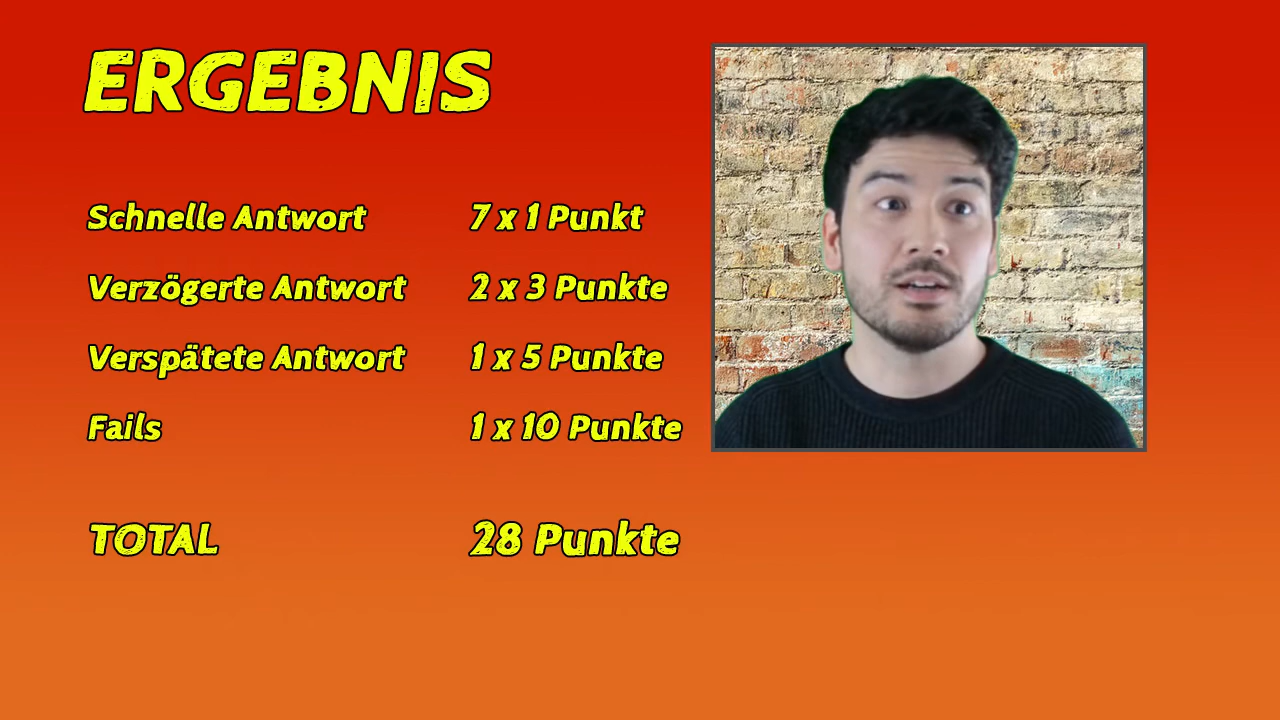 ERGEBNIS
Schnelle Antwort 7 x 1 Punkt
Verzögerte Antwort 2 x 3 Punkte
Verspätete Antwort 1 x 5 Punkte
Fails 1 x 10 Punkte
TOTAL 28 Punkte